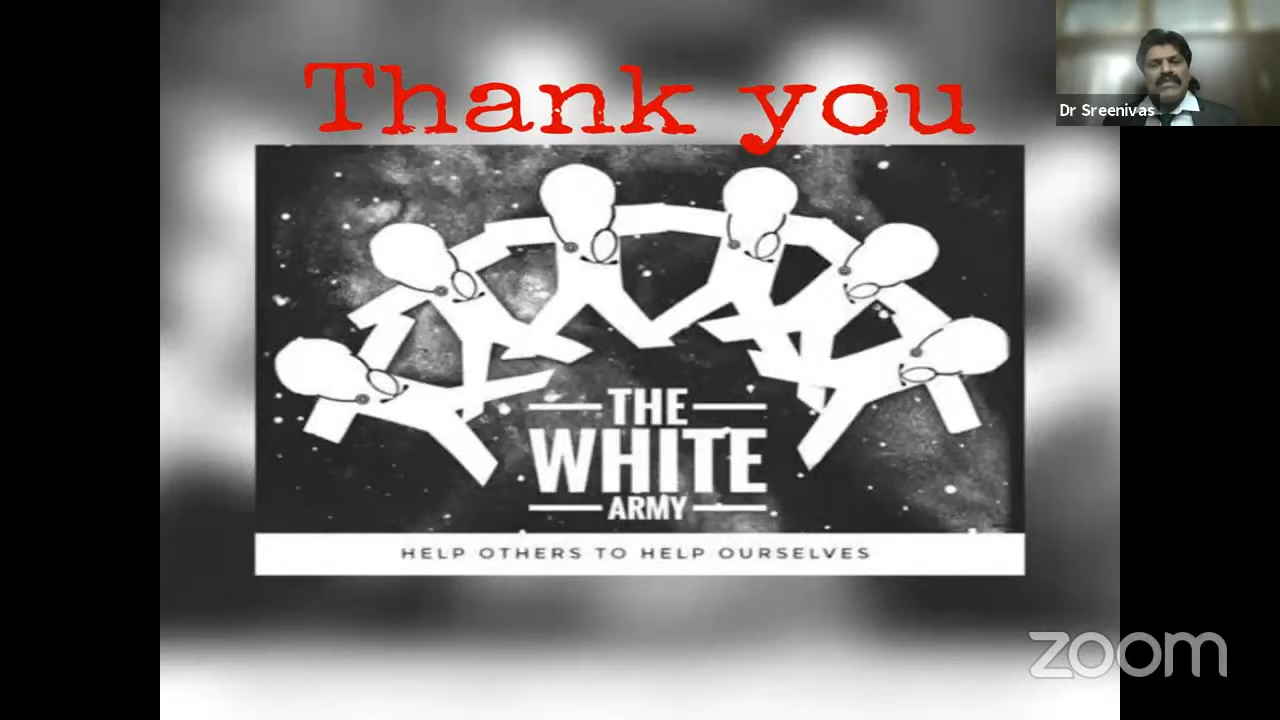 Thank you
Dr Sreenivas
THE
WHITE
ARMY
HELP OTHERS TO HELP OURSELVES
zoom